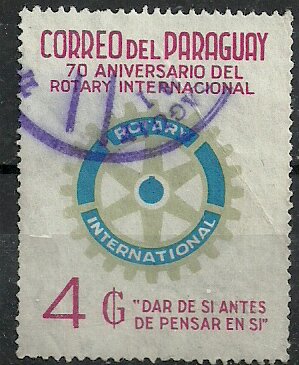 CORREO DEL PARAGUAY
70 ANIVERSARIO DEL
ROTARY INTERNACIONAL
ROTARY
INTERNATIONAL
4 ₲ "DAR DE SI ANTES
DE PENSAR EN SI"